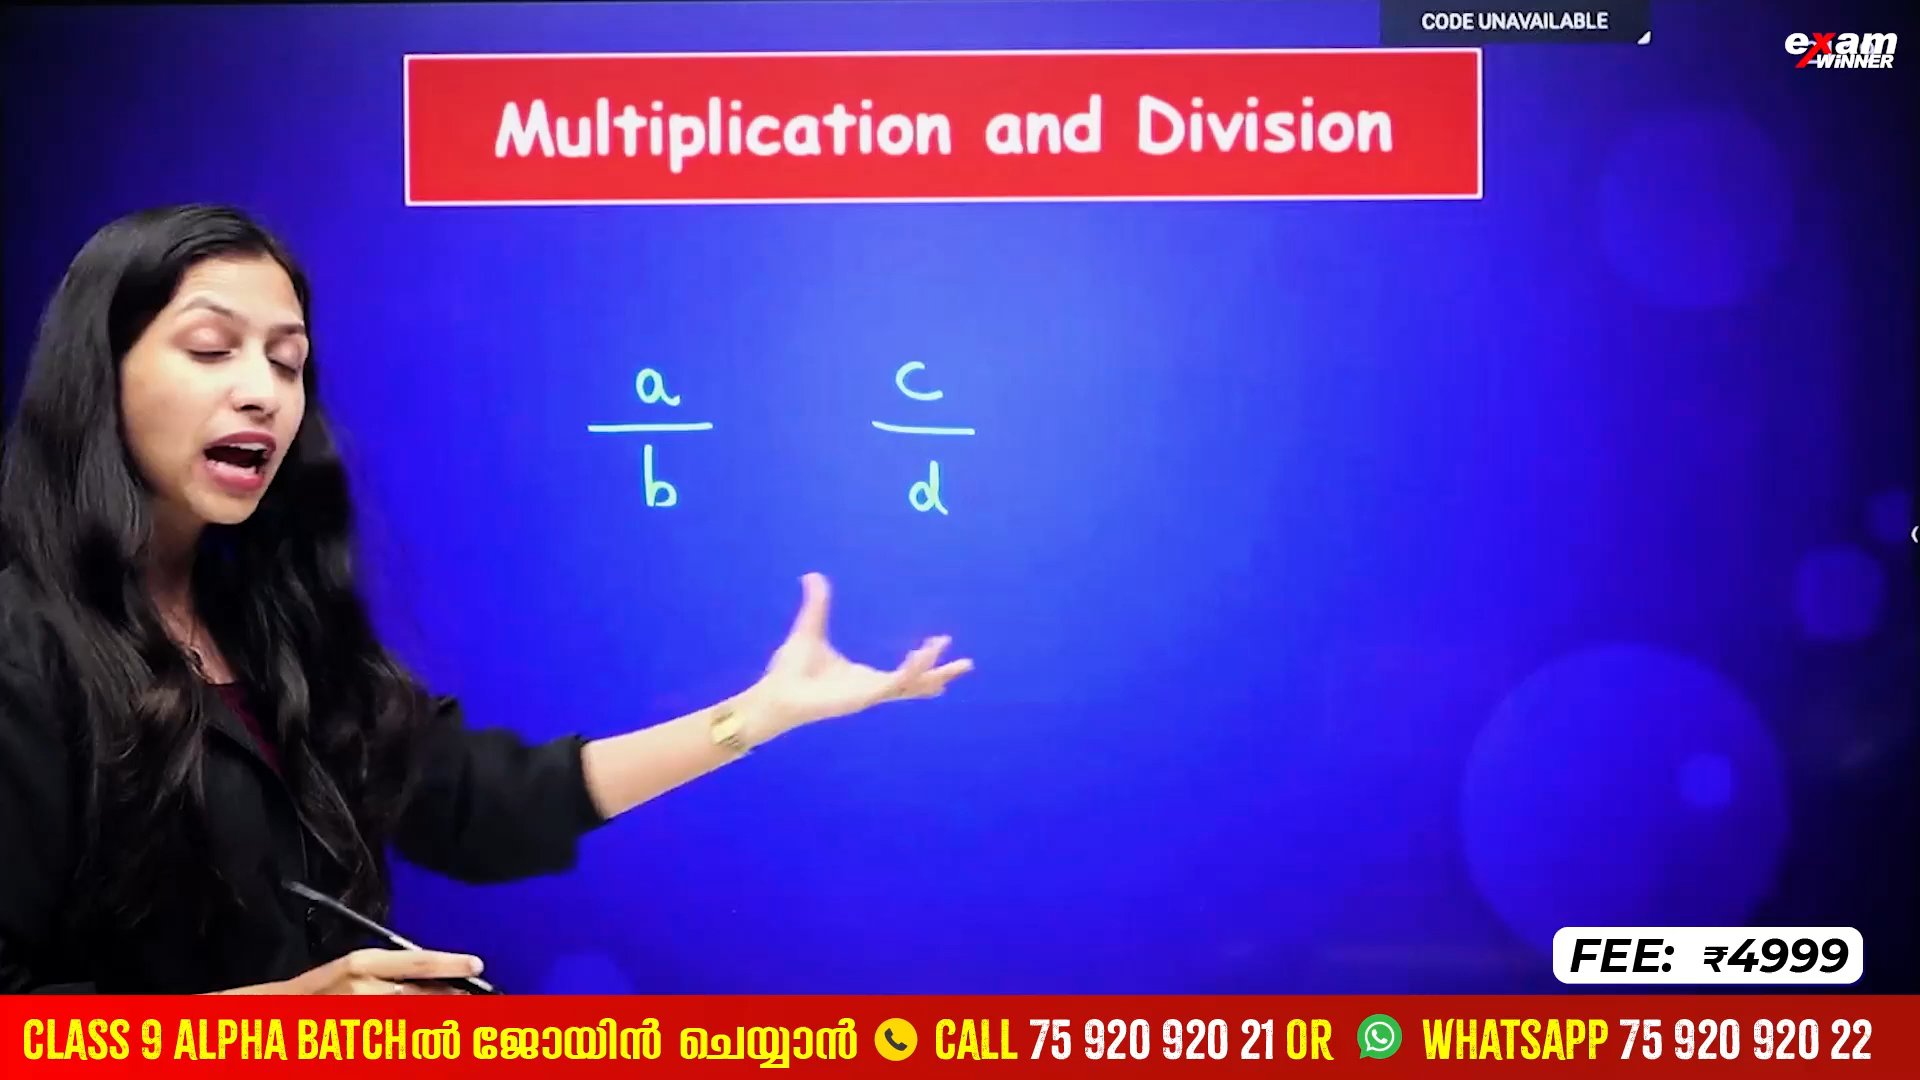 CODE UNAVAILABLE
exam
WiNNER
Multiplication and Division
a c
b d
FEE: ₹4999
CLASS 9 ALPHA BATCHൽ ജോയിൻ ചെയ്യാൻ CALL 75 920 920 21 OR WHATSAPP 75 920 920 22